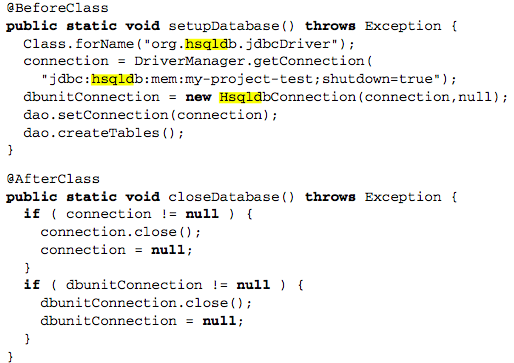 @BeforeClass
public static void setupDatabase() throws Exception {
  Class.forName("org.hsqldb.jdbcDriver");
  connection = DriverManager.getConnection(
    "jdbc:hsqldb:mem:my-project-test;shutdown=true");
  dbunitConnection = new HsqldbConnection(connection,null);
  dao.setConnection(connection);
  dao.createTables();
}
@AfterClass
public static void closeDatabase() throws Exception {
  if ( connection != null ) {
    connection.close();
    connection = null;
  }
  if ( dbunitConnection != null ) {
    dbunitConnection.close();
    dbunitConnection = null;
  }
}